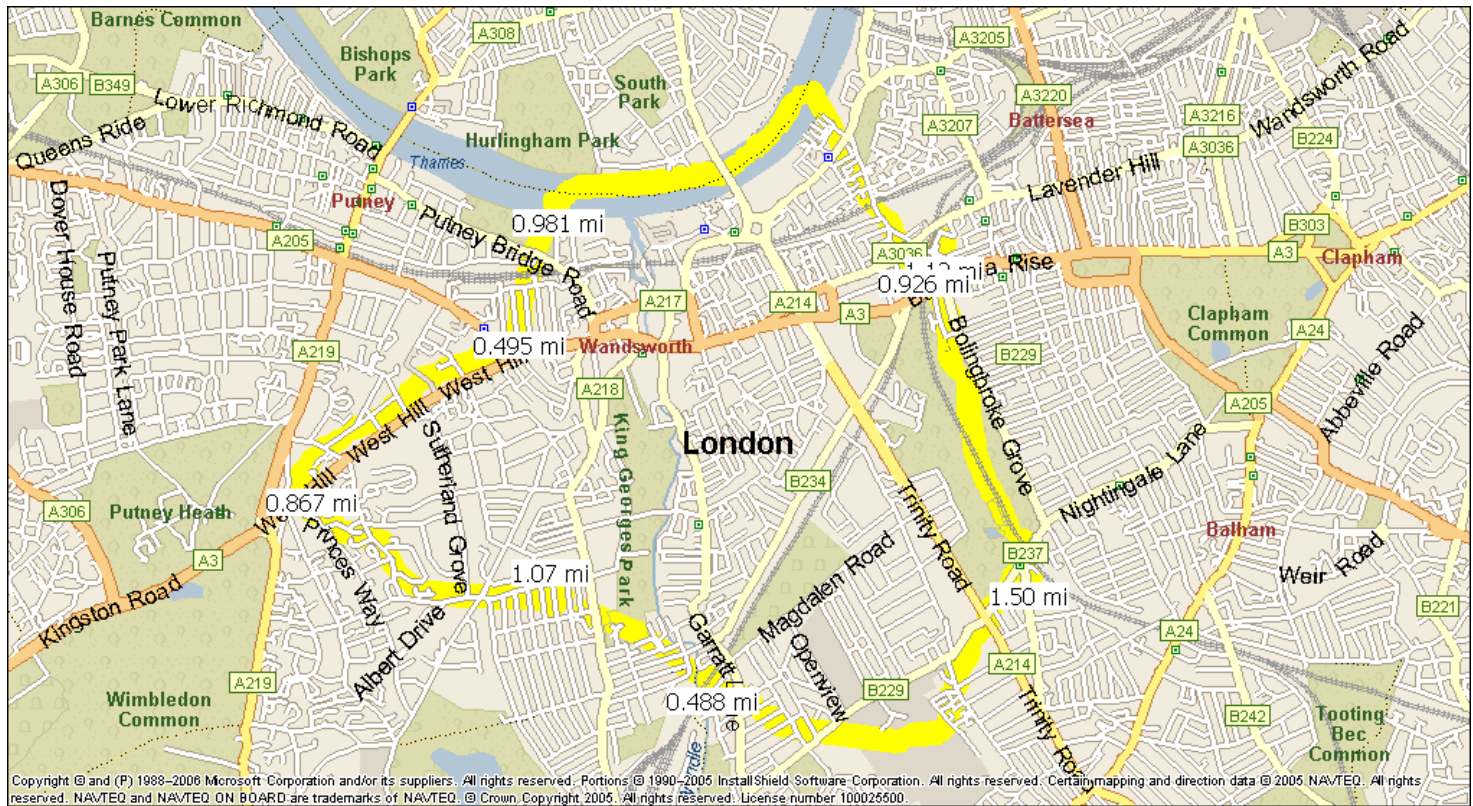 Barnes Common
A308
A3205
Bishops
Park
South
Park
A306
B349
A3220
Wandsworth Road
Lower Richmond Road
A3216
Battersea
A3207
B224
Queens Ride
Hurlingham Park
A3036
Thames
Lavender Hill
Dover House Road
Putney
Putney Bridge Road
0.981 mi
B303
A205
A3036
A3
Clapham
Putney Park Lane
Rise
0.926 mi
A217
A214
A3
Clapham
Common
A24
0.495 mi
Wandsworth
Bolingbroke Grove
B229
A219
West Hill
West Hill
A218
Abbeville Road
A205
King Georges Park
London
Sutherland Grove
Nightingale Lane
B234
0.867 mi
Trinity Road
A306
Putney Heath
Princes Way
Balham
A3
B237
Magdalen Road
1.07 mi
Weir Road
1.50 mi
Kingston Road
B221
Albert Drive
Garratt
Openview
A24
A214
A219
B229
0.488 mi
Wimbledon
Common
Trinity Road
B242
Tooting
Bec
Common
Copyright © and (P) 1988–2006 Microsoft Corporation and/or its suppliers. All rights reserved. Portions © 1990–2005 InstallShield Software Corporation. All rights reserved. Certain mapping and direction data © 2005 NAVTEQ. All rights
reserved. NAVTEQ and NAVTEQ ON BOARD are trademarks of NAVTEQ. © Crown Copyright 2005. All rights reserved. License number 100025500.